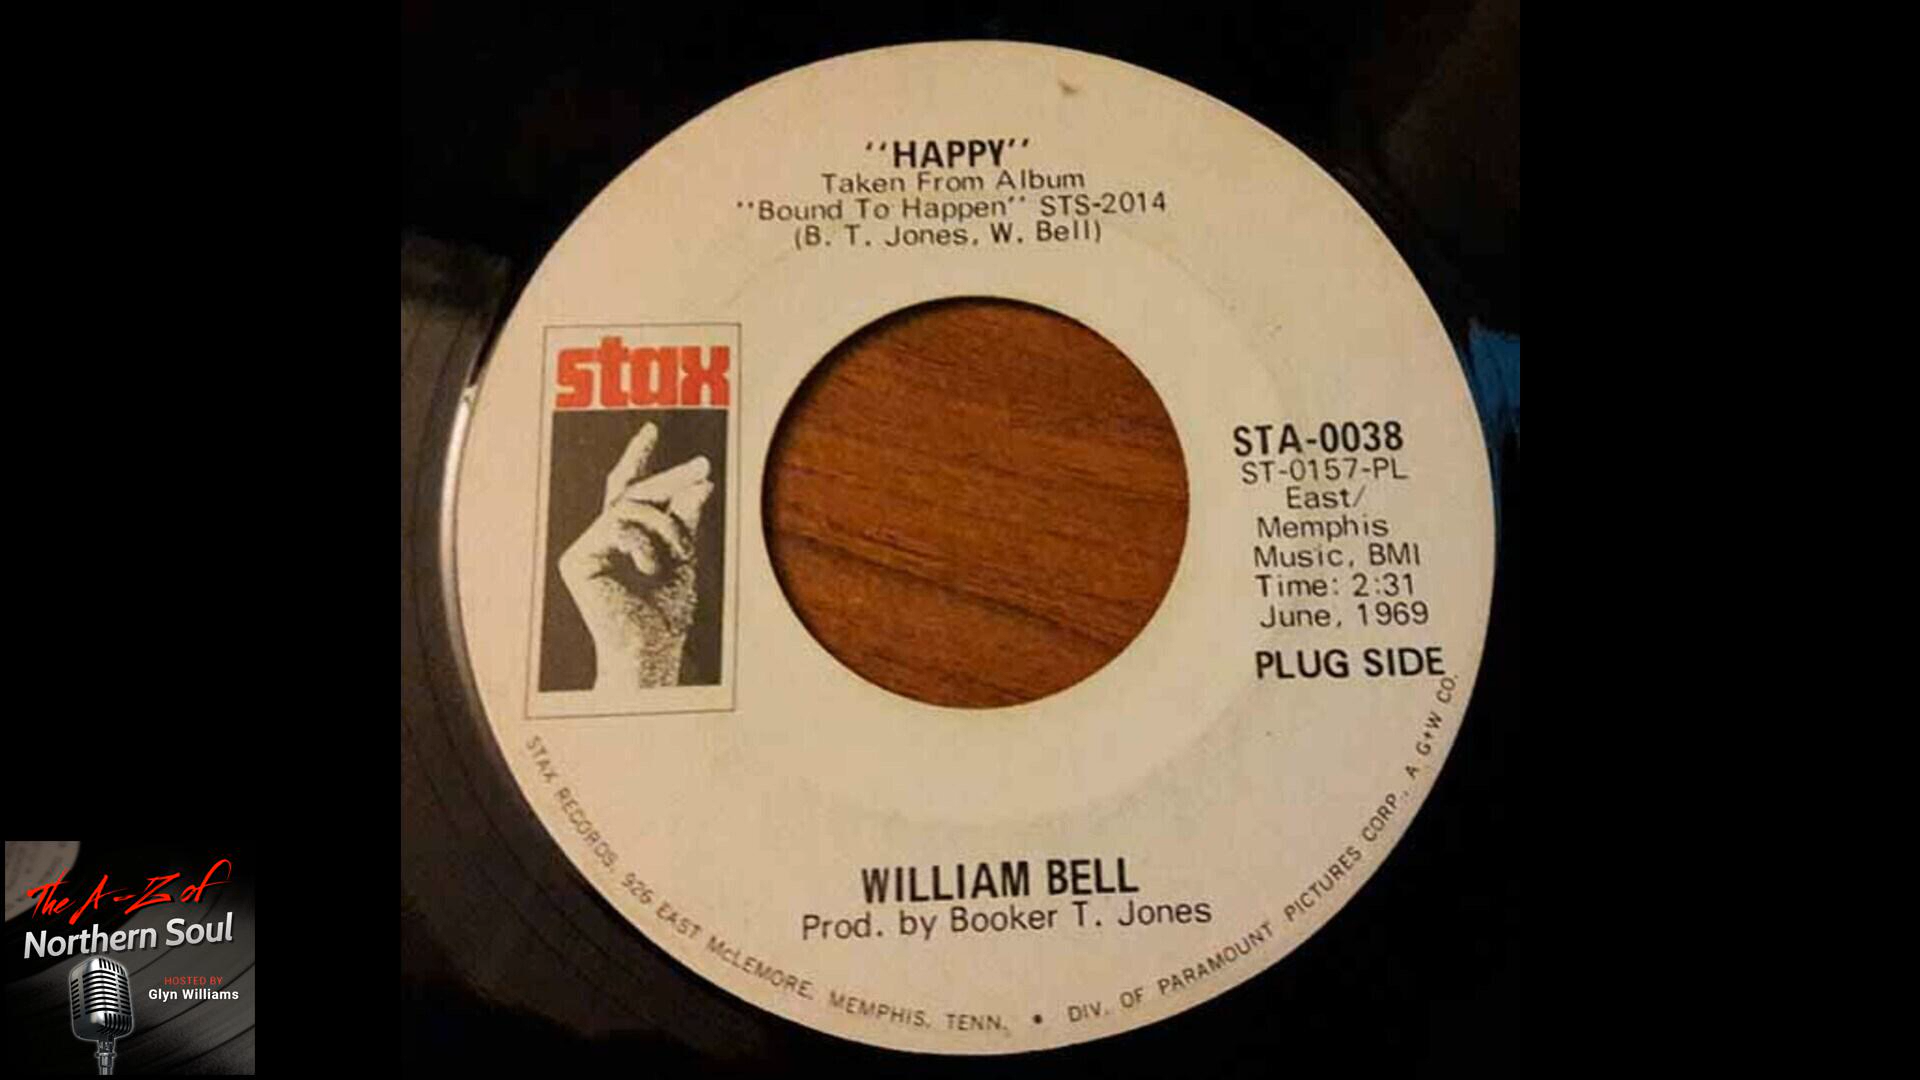 "HAPPY"
Taken From Album
"Bound To Happen" STS-2014
(B. T. Jones, W. Bell)
stax
STA-0038
ST-0157-PL
East/
Memphis
Music, BMI
Time: 2:31
June, 1969
PLUG SIDE
WILLIAM BELL
Prod. by Booker T. Jones
STAX RECORDS, 926 EAST McLEMORE, MEMPHIS, TENN. • DIV. OF PARAMOUNT PICTURES CORP., A G+W CO.
The A-Z of
Northern Soul
HOSTED BY
Glyn Williams